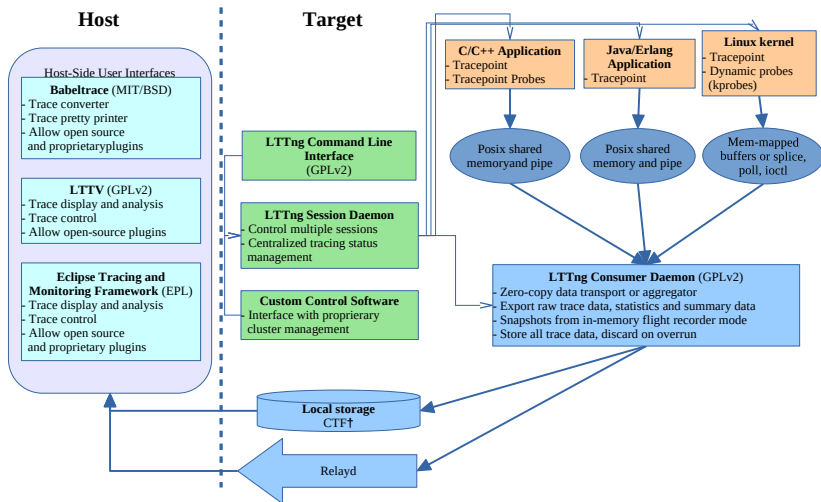 Host
Target
Host-Side User Interfaces
Babeltrace (MIT/BSD)
- Trace converter
- Trace pretty printer
- Allow open source
and proprietaryplugins
LTTV (GPLv2)
- Trace display and analysis
- Trace control
- Allow open-source plugins
Eclipse Tracing and
Monitoring Framework (EPL)
- Trace display and analysis
- Trace control
- Allow open source
and proprietary plugins
LTTng Command Line
Interface
(GPLv2)
LTTng Session Daemon
- Control multiple sessions
- Centralized tracing status
management
Custom Control Software
- Interface with proprierary
cluster management
C/C++ Application
- Tracepoint
- Tracepoint Probes
Java/Erlang
Application
- Tracepoint
Linux kernel
- Tracepoint
- Dynamic probes
(kprobes)
Posix shared
memoryand pipe
Posix shared
memory and pipe
Mem-mapped
buffers or splice,
poll, ioctl
LTTng Consumer Daemon (GPLv2)
- Zero-copy data transport or aggregator
- Export raw trace data, statistics and summary data
- Snapshots from in-memory flight recorder mode
- Store all trace data, discard on overrun
Local storage
CTF†
Relayd